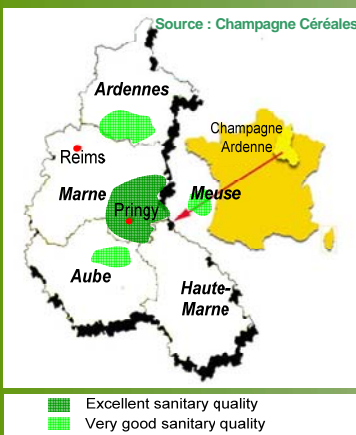 Source : Champagne Céréales
Ardennes
Champagne
Ardenne
Reims
Marne
Meuse
Pringy
Aube
Haute-
Marne
Excellent sanitary quality
Very good sanitary quality